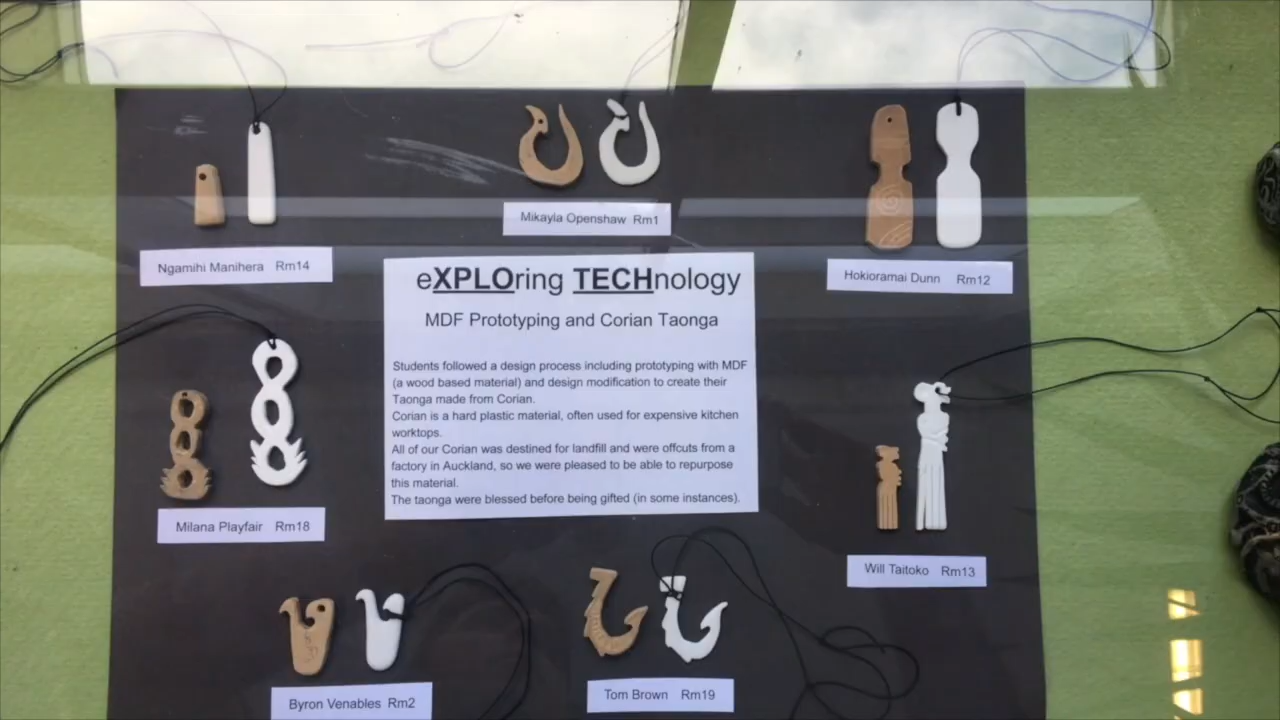 Mikayla Openshaw Rm1
Ngamihi Manihera Rm14
Hokioramai Dunn Rm12
eXPLOring TECHnology
MDF Prototyping and Corian Taonga
Students followed a design process including prototyping with MDF
(a wood based material) and design modification to create their
Taonga made from Corian.
Corian is a hard plastic material, often used for expensive kitchen
worktops.
All of our Corian was destined for landfill and were offcuts from a
factory in Auckland, so we were pleased to be able to repurpose
this material.
The taonga were blessed before being gifted (in some instances).
Milana Playfair Rm18
Will Taitoko Rm13
Byron Venables Rm2
Tom Brown Rm19